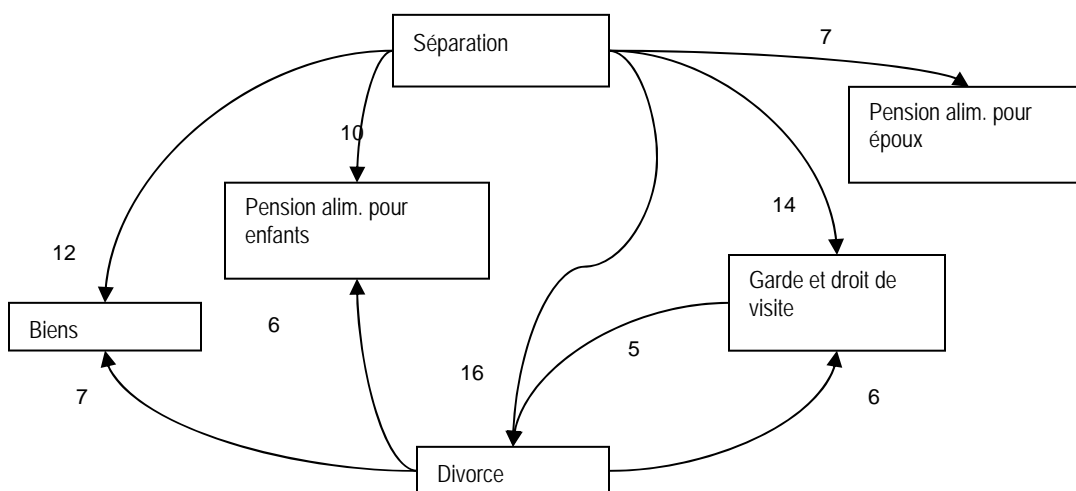 Séparation
7
Pension alim. pour
époux
10
Pension alim. pour
enfants
14
12
Garde et droit de
visite
Biens
6
5
7
16
6
Divorce